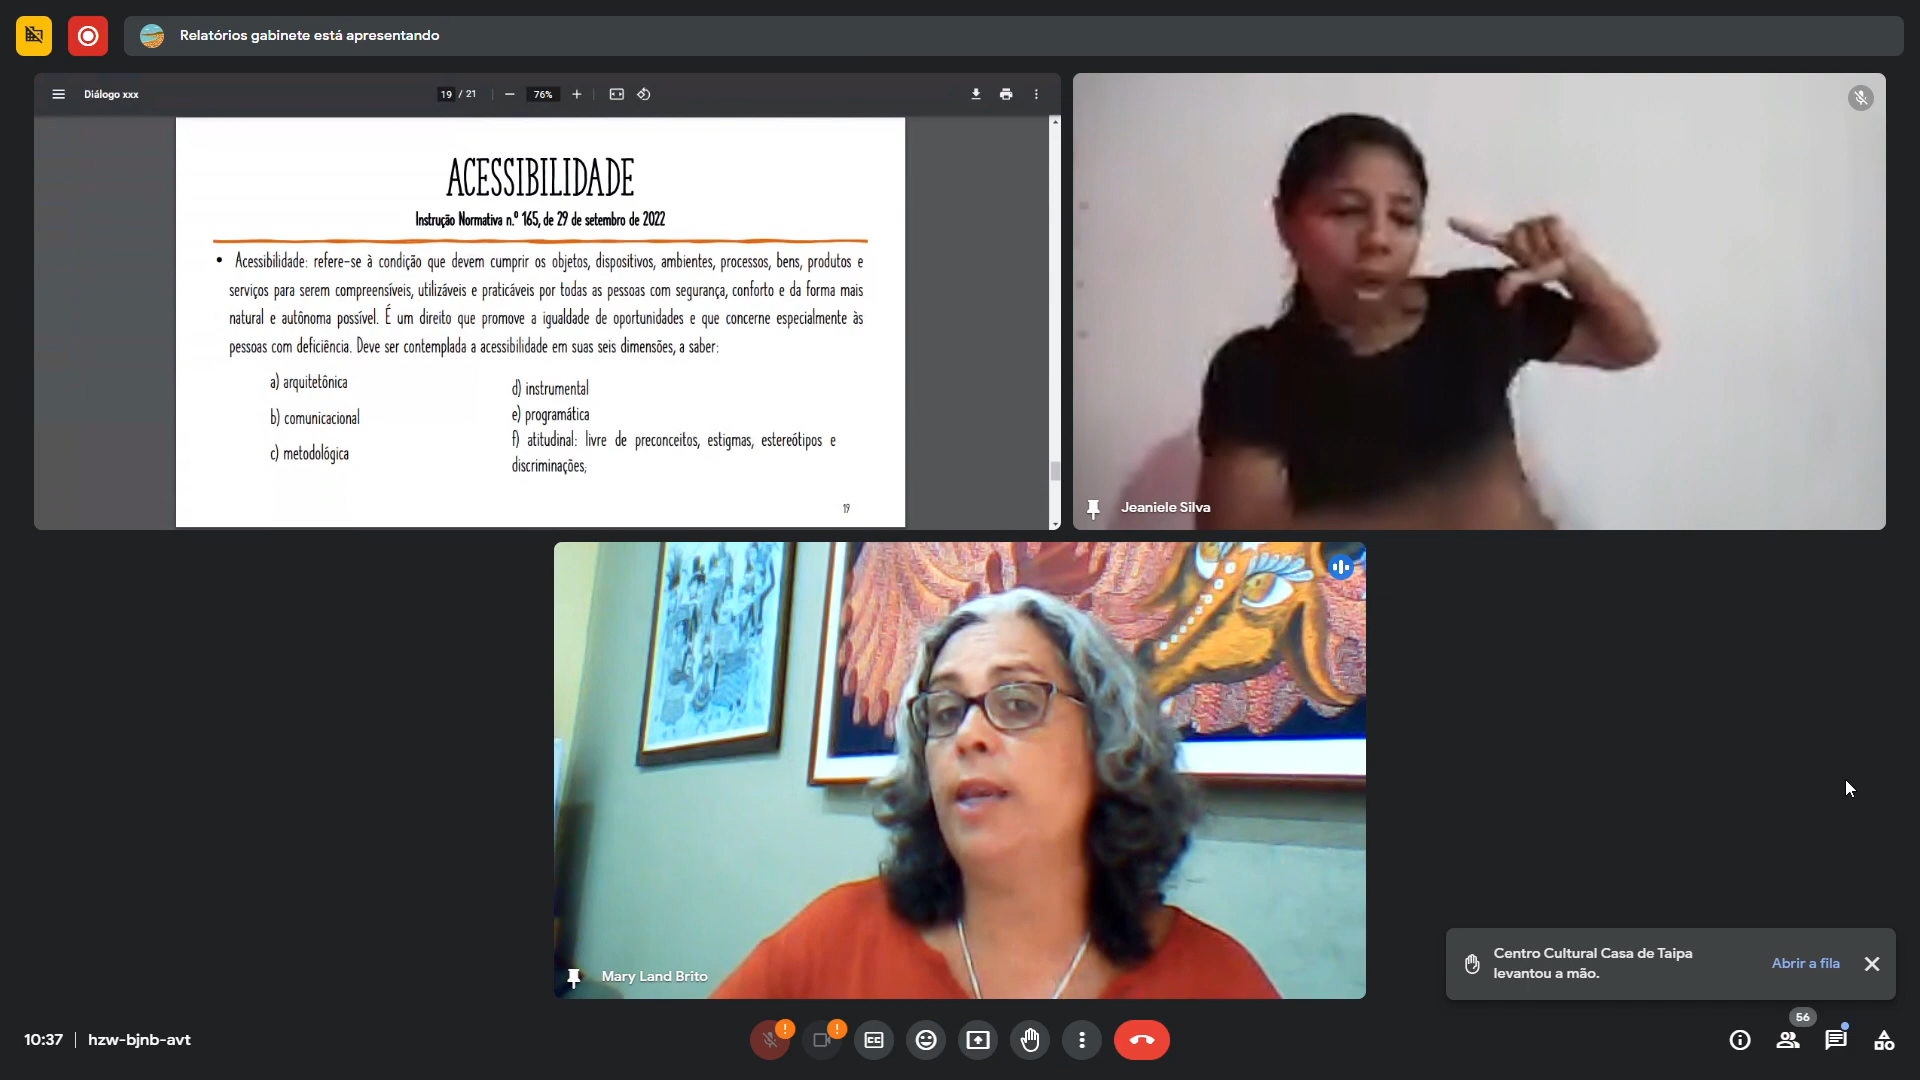 Relatórios gabinete está apresentando
Diálogo xxx
19 / 21
76%
ACESSIBILIDADE
Instrução Normativa n.º 165, de 29 de setembro de 2022
• Acessibilidade: refere-se à condição que devem cumprir os objetos, dispositivos, ambientes, processos, bens, produtos e
serviços para serem compreensíveis, utilizáveis e praticáveis por todas as pessoas com segurança, conforto e da forma mais
natural e autônoma possível. É um direito que promove a igualdade de oportunidades e que concerne especialmente às
pessoas com deficiência. Deve ser contemplada a acessibilidade em suas seis dimensões, a saber:
a) arquitetônica
b) comunicacional
c) metodológica
d) instrumental
e) programática
f) atitudinal: livre de preconceitos, estigmas, estereótipos e
discriminações;
19
Jeaniele Silva
Mary Land Brito
Centro Cultural Casa de Taipa
levantou a mão.
Abrir a fila
10:37
hzw-bjnb-avt
CC
56